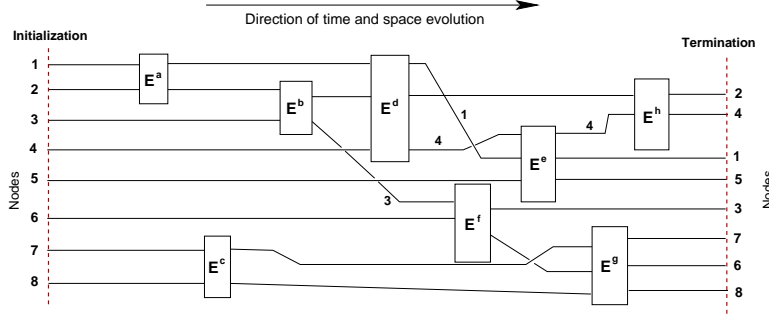 Direction of time and space evolution
Initialization
Termination
1
2
3
4
5
6
7
8
Nodes
E^a
E^b
E^c
E^d
E^e
E^f
E^g
E^h
1
4
4
3
2
4
1
5
3
7
6
8
Nodes